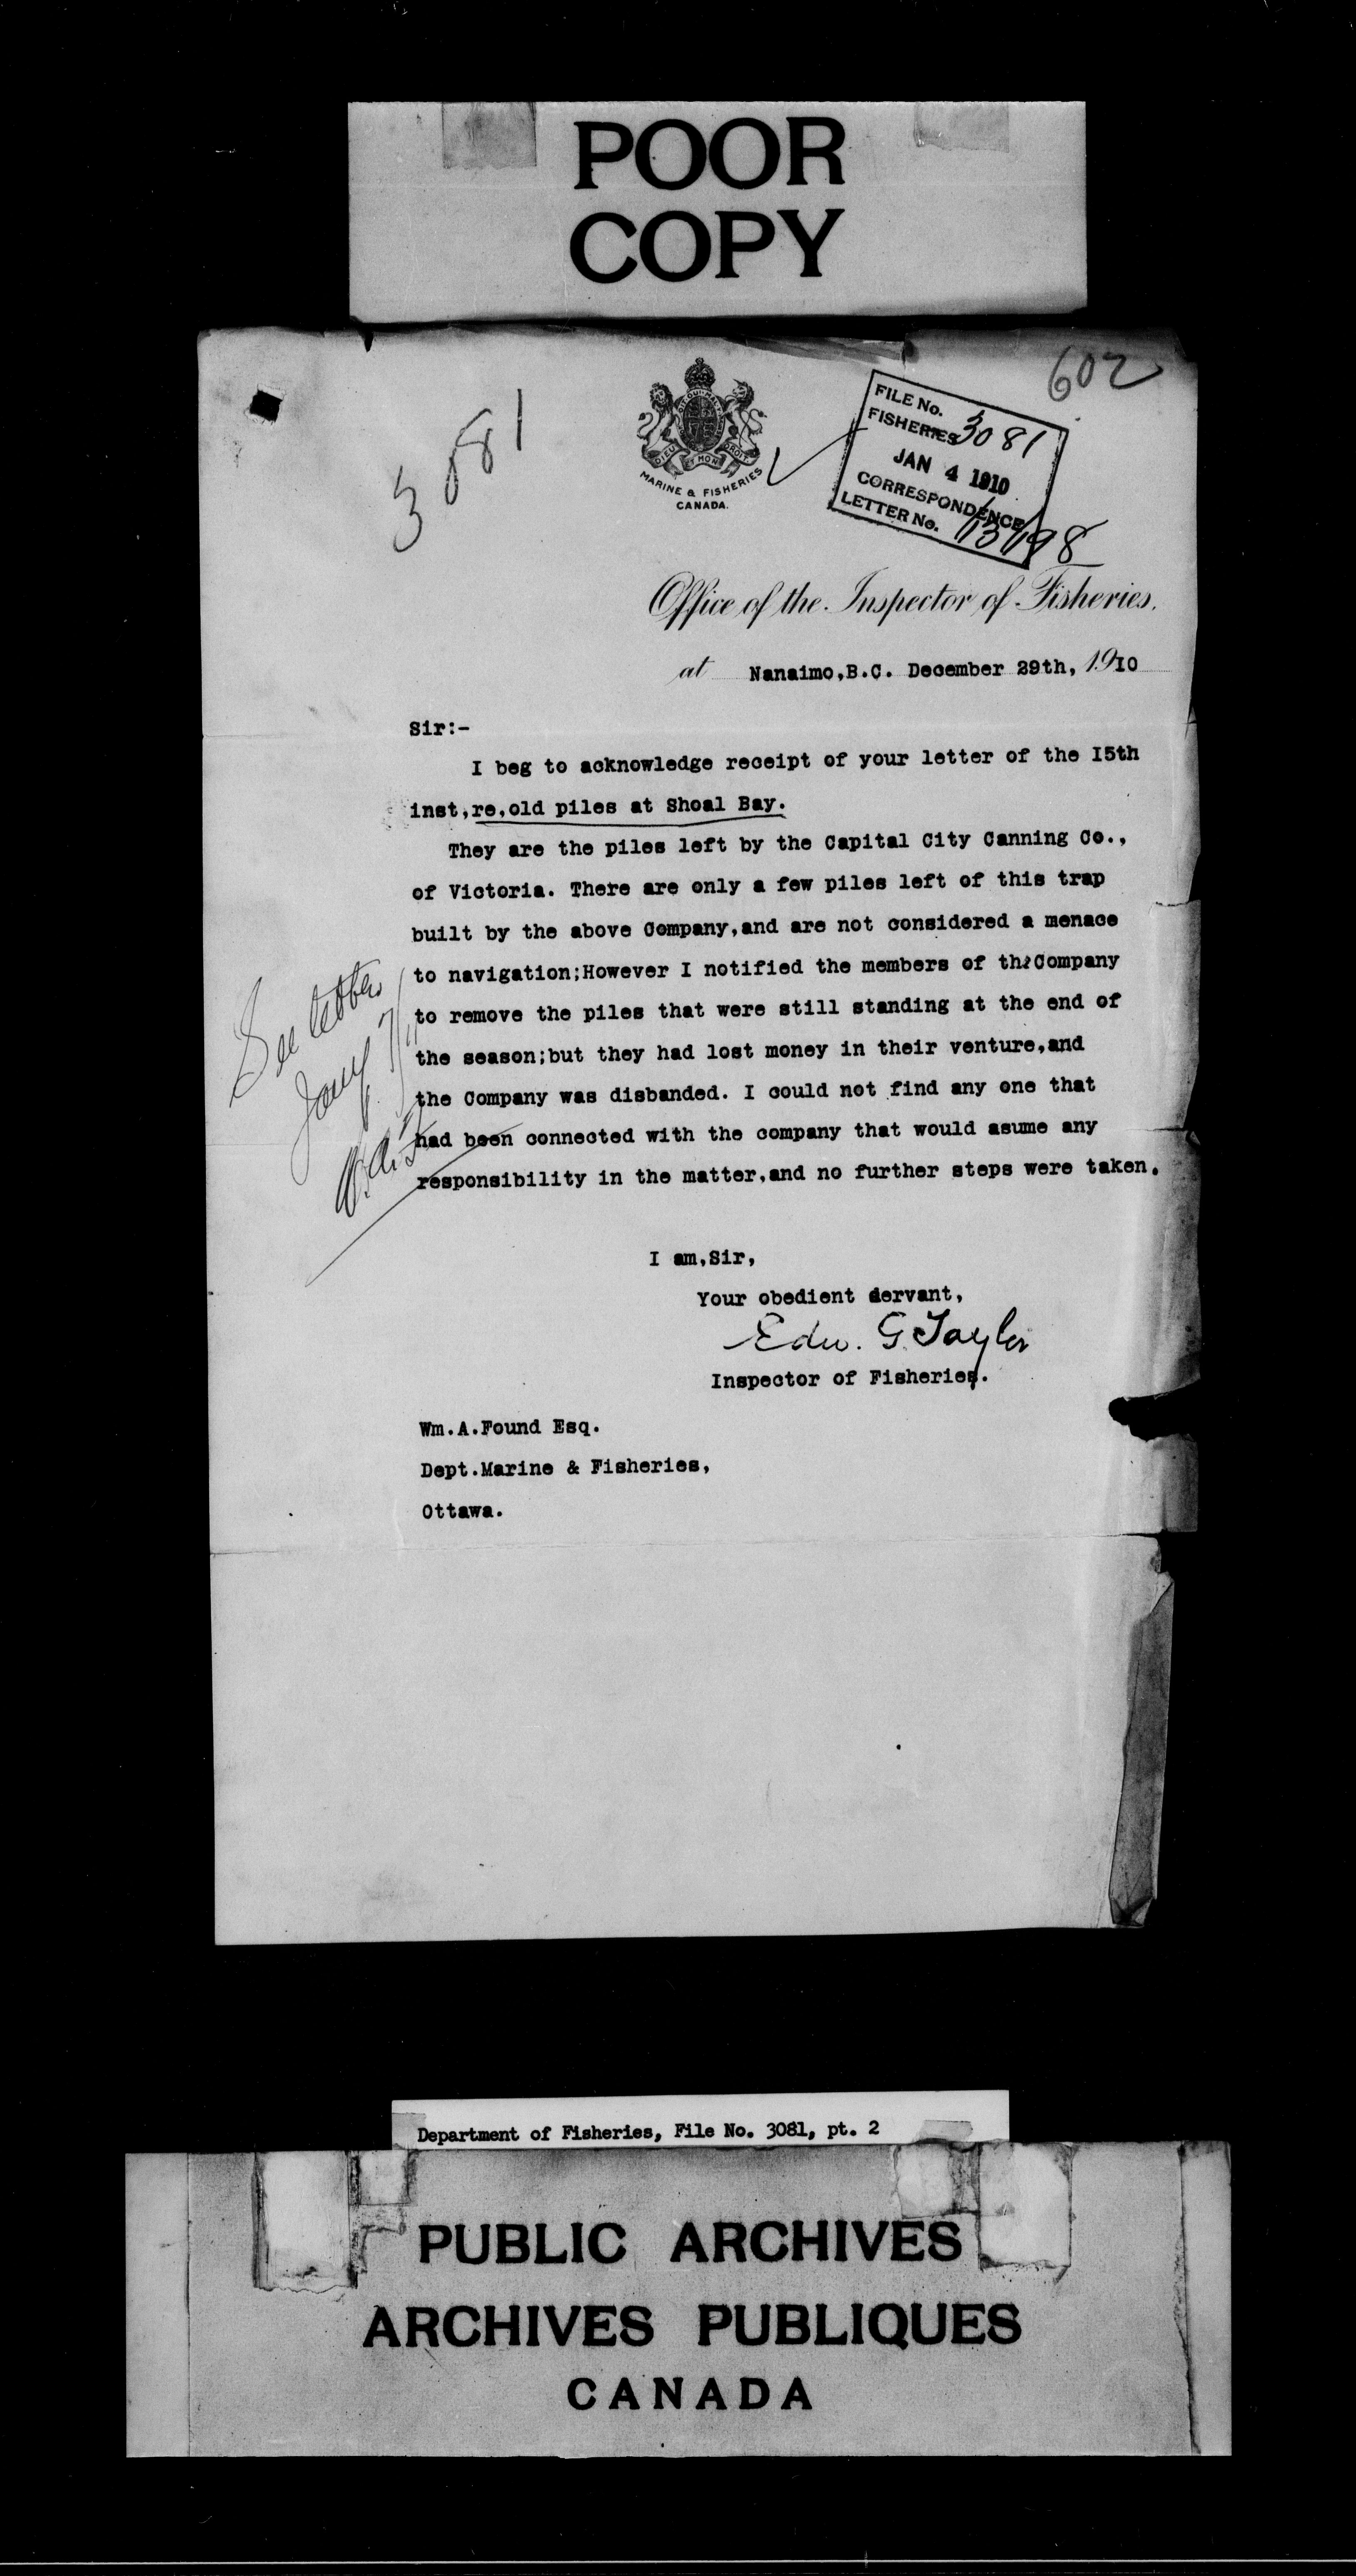 POOR
COPY
602
3081
FILE No.
FISHERIES 3081
JAN 4 1910
CORRESPONDENCE
LETTER No.
DIEU ET MON DROIT
MARINE & FISHERIES
CANADA.
Office of the Inspector of Fisheries.
at Nanaimo,B.C. December 29th, 1910
Sir:-
I beg to acknowledge receipt of your letter of the I5th
inst,re,old piles at Shoal Bay.
They are the piles left by the Capital City Canning Co.,
of Victoria. There are only a few piles left of this trap
built by the above Company,and are not considered a menace
to navigation;However I notified the members of the Company
to remove the piles that were still standing at the end of
the season;but they had lost money in their venture,and
the Company was disbanded. I could not find any one that
had been connected with the company that would asume any
responsibility in the matter,and no further steps were taken.
See letter
Jany 7/11
I am,Sir,
Your obedient servant,
Edw. G. Taylor
Inspector of Fisheries.
Wm.A.Found Esq.
Dept.Marine & Fisheries,
Ottawa.
Department of Fisheries, File No. 3081, pt. 2
PUBLIC ARCHIVES
ARCHIVES PUBLIQUES
CANADA